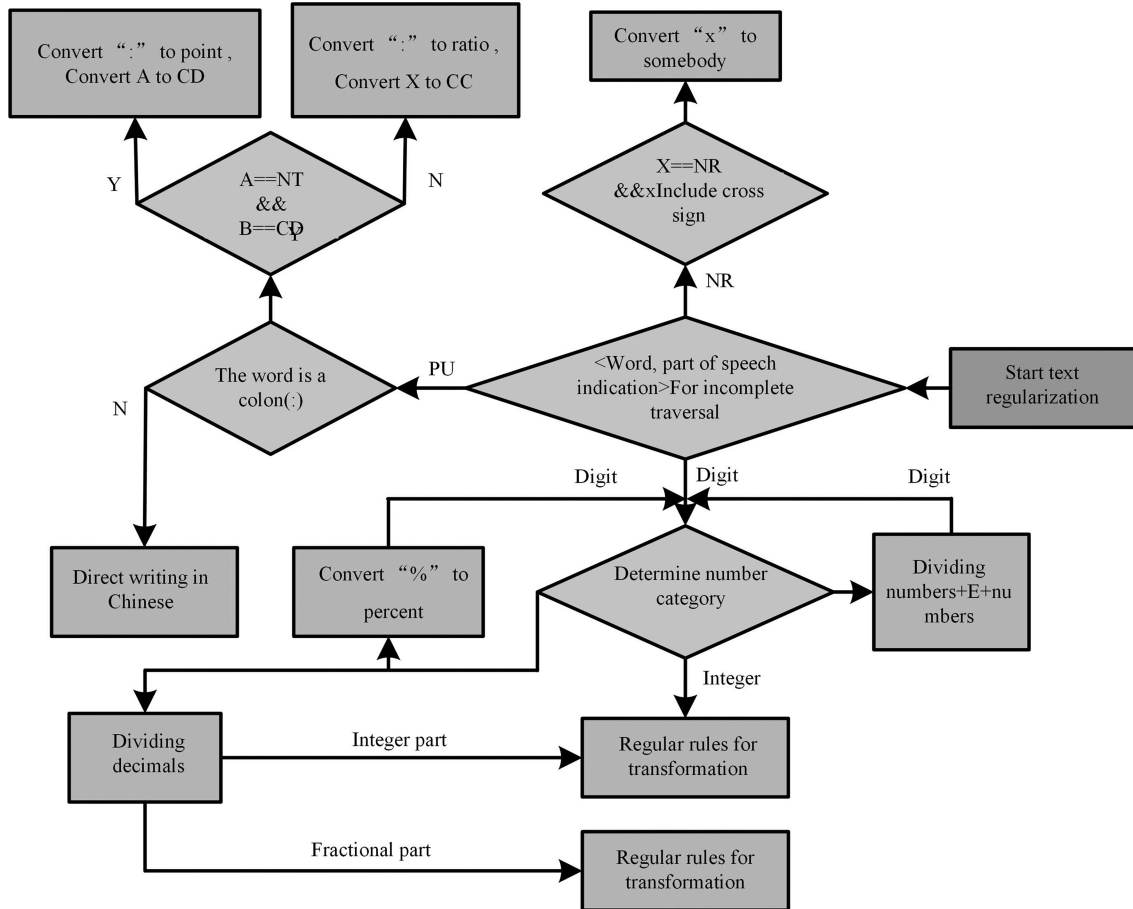 Convert “:” to point ,
Convert A to CD
Convert “:” to ratio ,
Convert X to CC
Convert “x” to
somebody
Y
A==NT
&&
B==CD
Y
N
X==NR
&&xInclude cross
sign
NR
The word is a
colon(:)
PU
<Word, part of speech
indication>For incomplete
traversal
Start text
regularization
N
Digit
Digit
Digit
Direct writing in
Chinese
Convert “%” to
percent
Determine number
category
Dividing
numbers+E+nu
mbers
Integer
Dividing
decimals
Integer part
Regular rules for
transformation
Fractional part
Regular rules for
transformation